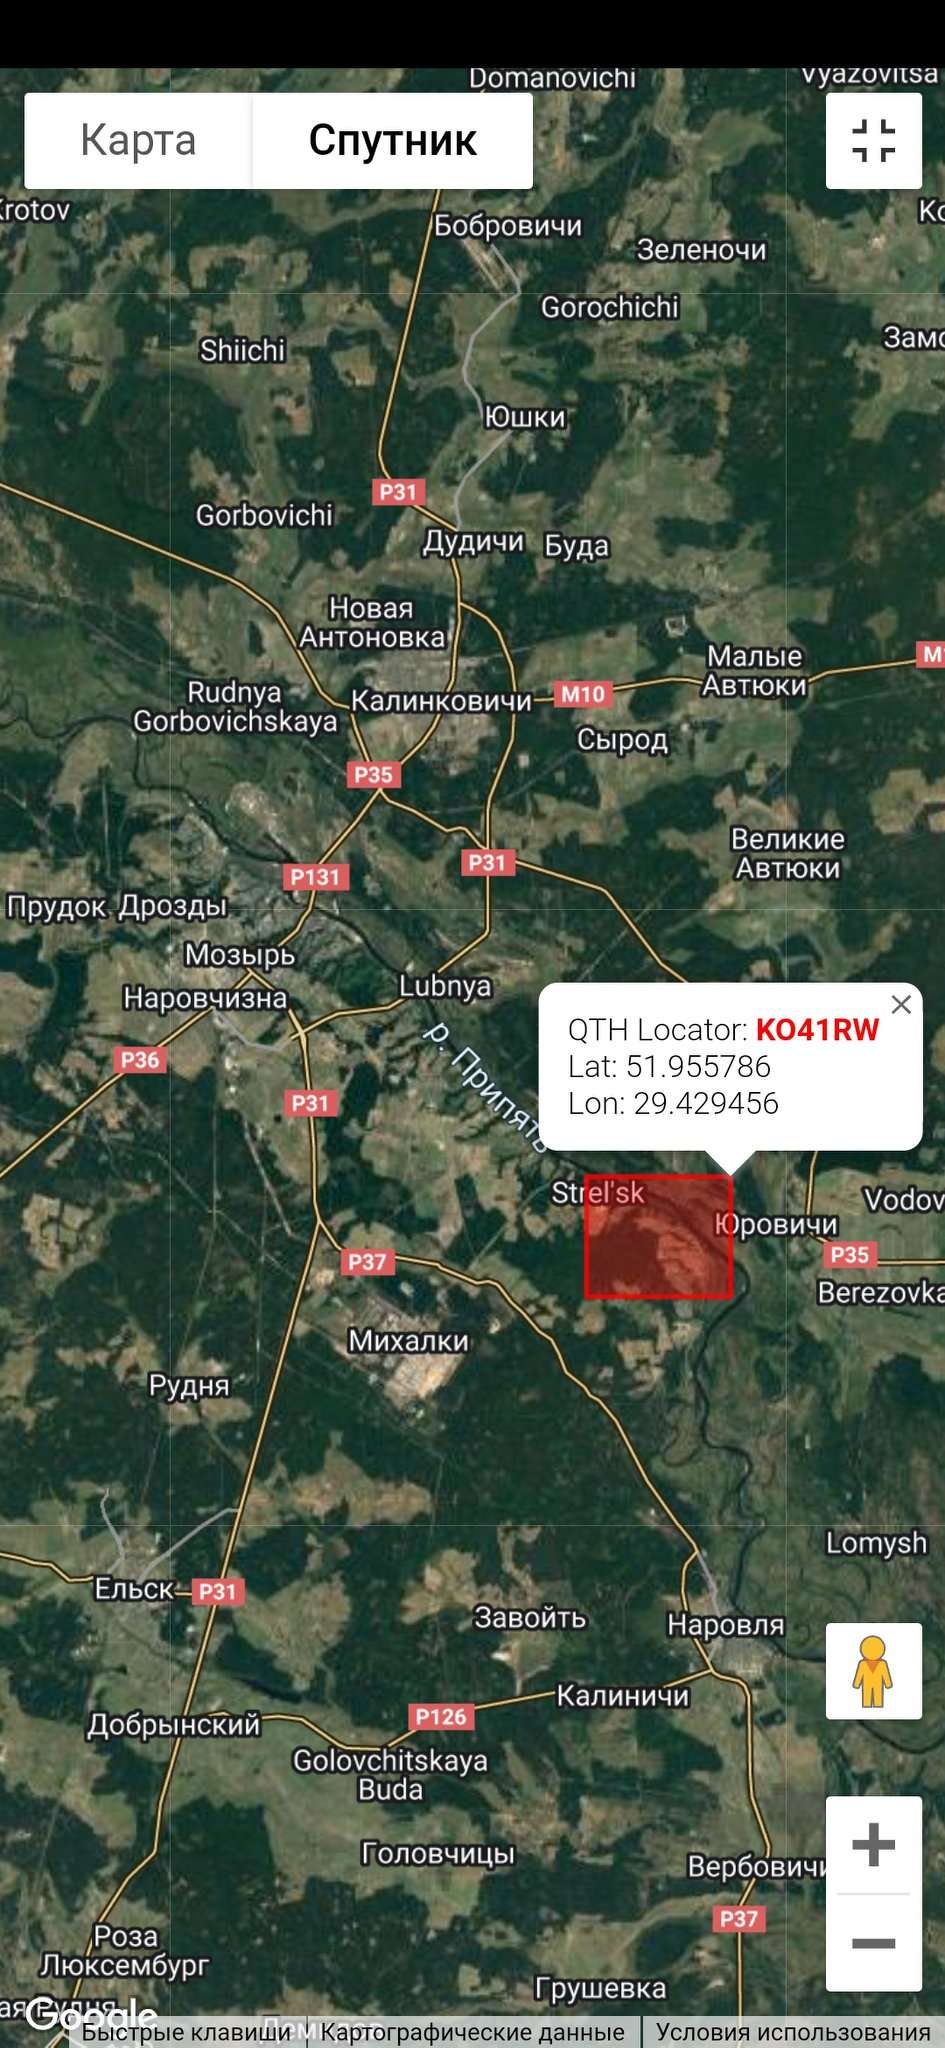 Domanovichi
Vyazovitsa
Карта
Спутник
Krotov
Бобровичи
Зеленочи
Gorochichi
Shiichi
Юшки
P31
Gorbovichi
Дудичи
Буда
Новая
Антоновка
Малые
Автюки
Rudnya
Gorbovichskaya
Калинковичи
M10
Сырод
P35
Великие
Автюки
P31
P131
Прудок
Дрозды
Мозырь
Lubnya
Наровчизна
QTH Locator: KO41RW
Lat: 51.955786
Lon: 29.429456
р. Припять
P36
P31
Strel'sk
Юровичи
Vodov
P35
P37
Berezovka
Михалки
Рудня
Lomysh
Ельск
P31
Завойть
Наровля
Калиничи
P126
Добрынский
Golovchitskaya
Buda
Головчицы
Вербовичи
P37
Роза
Люксембург
Грушевка
Google
Быстрые клавиши
Картографические данные
Условия использования